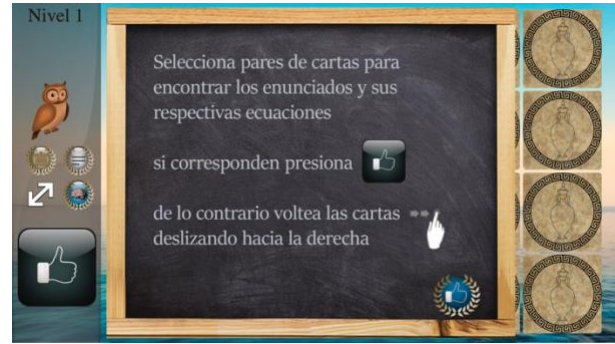 Nivel 1
Selecciona pares de cartas para
encontrar los enunciados y sus
respectivas ecuaciones
si corresponden presiona
de lo contrario voltea las cartas
deslizando hacia la derecha